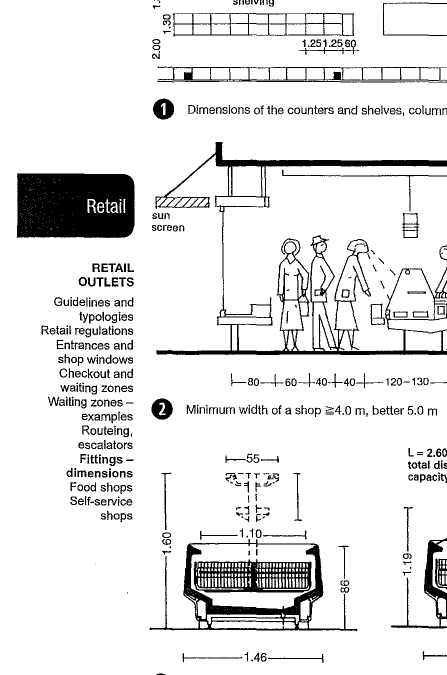 shelving
1.30
1.25 1.25 60
2.00
1 Dimensions of the counters and shelves, column
Retail
sun
screen
RETAIL
OUTLETS
Guidelines and
typologies
Retail regulations
Entrances and
shop windows
Checkout and
waiting zones
Waiting zones –
examples
Routeing,
escalators
Fittings –
dimensions
Food shops
Self-service
shops
80 60 40 40 120-130
2 Minimum width of a shop ≧4.0 m, better 5.0 m
55
L = 2.60
total dis
capacity
1.10
1.60
86
1.19
1.46